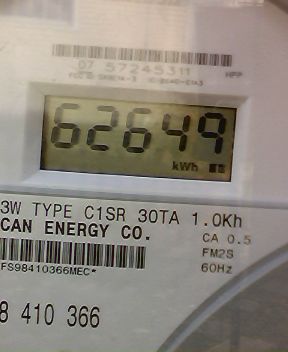 07 57245311 HPP
62649
kWh
3W TYPE C1SR 30TA 1.0Kh
CAN ENERGY CO. CA 0.5
FM2S
FS98410366MEC* 60Hz
8 410 366